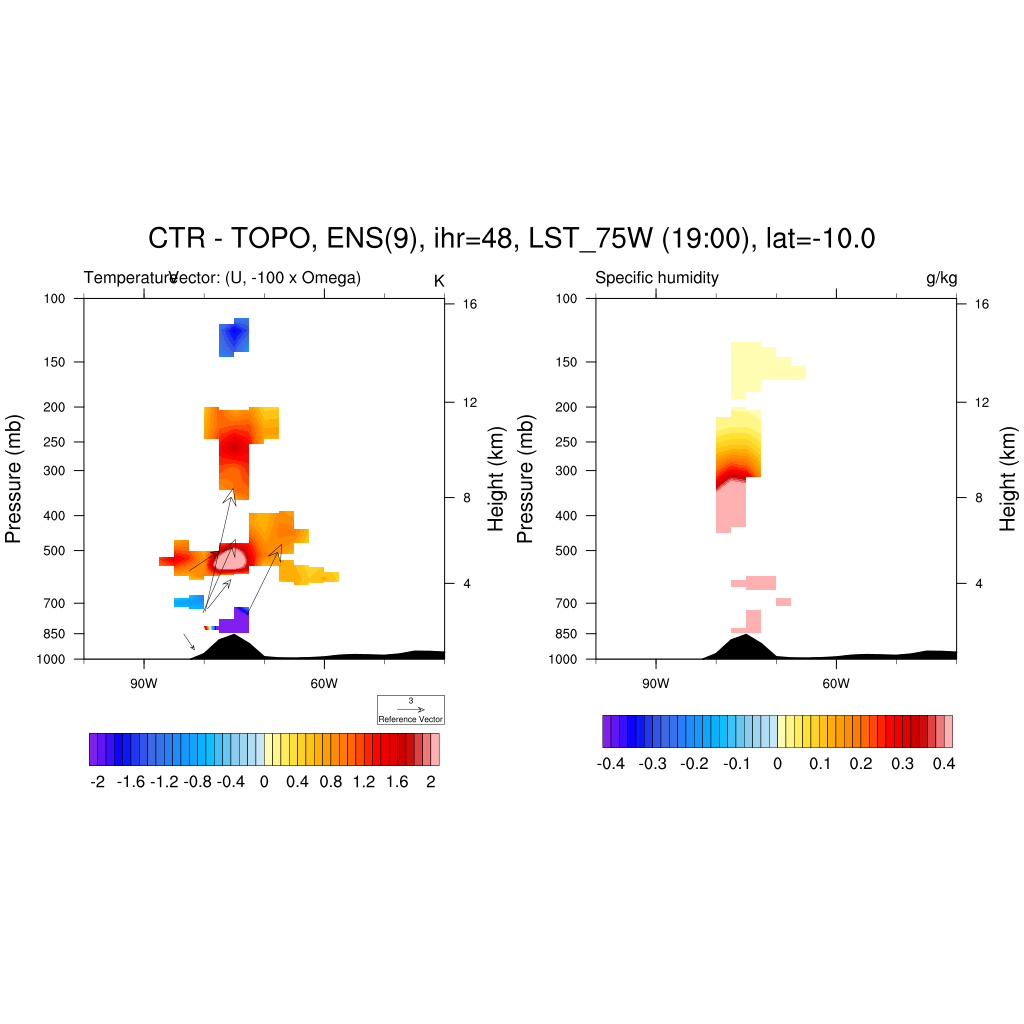 CTR - TOPO, ENS(9), ihr=48, LST_75W (19:00), lat=-10.0
Temperature Vector: (U, -100 x Omega) K
Specific humidity g/kg
Pressure (mb)
100
150
200
250
300
400
500
700
850
1000
16
12
8
4
Height (km)
90W 60W
3
Reference Vector
-2 -1.6 -1.2 -0.8 -0.4 0 0.4 0.8 1.2 1.6 2
Pressure (mb)
100
150
200
250
300
400
500
700
850
1000
16
12
8
4
Height (km)
90W 60W
-0.4 -0.3 -0.2 -0.1 0 0.1 0.2 0.3 0.4